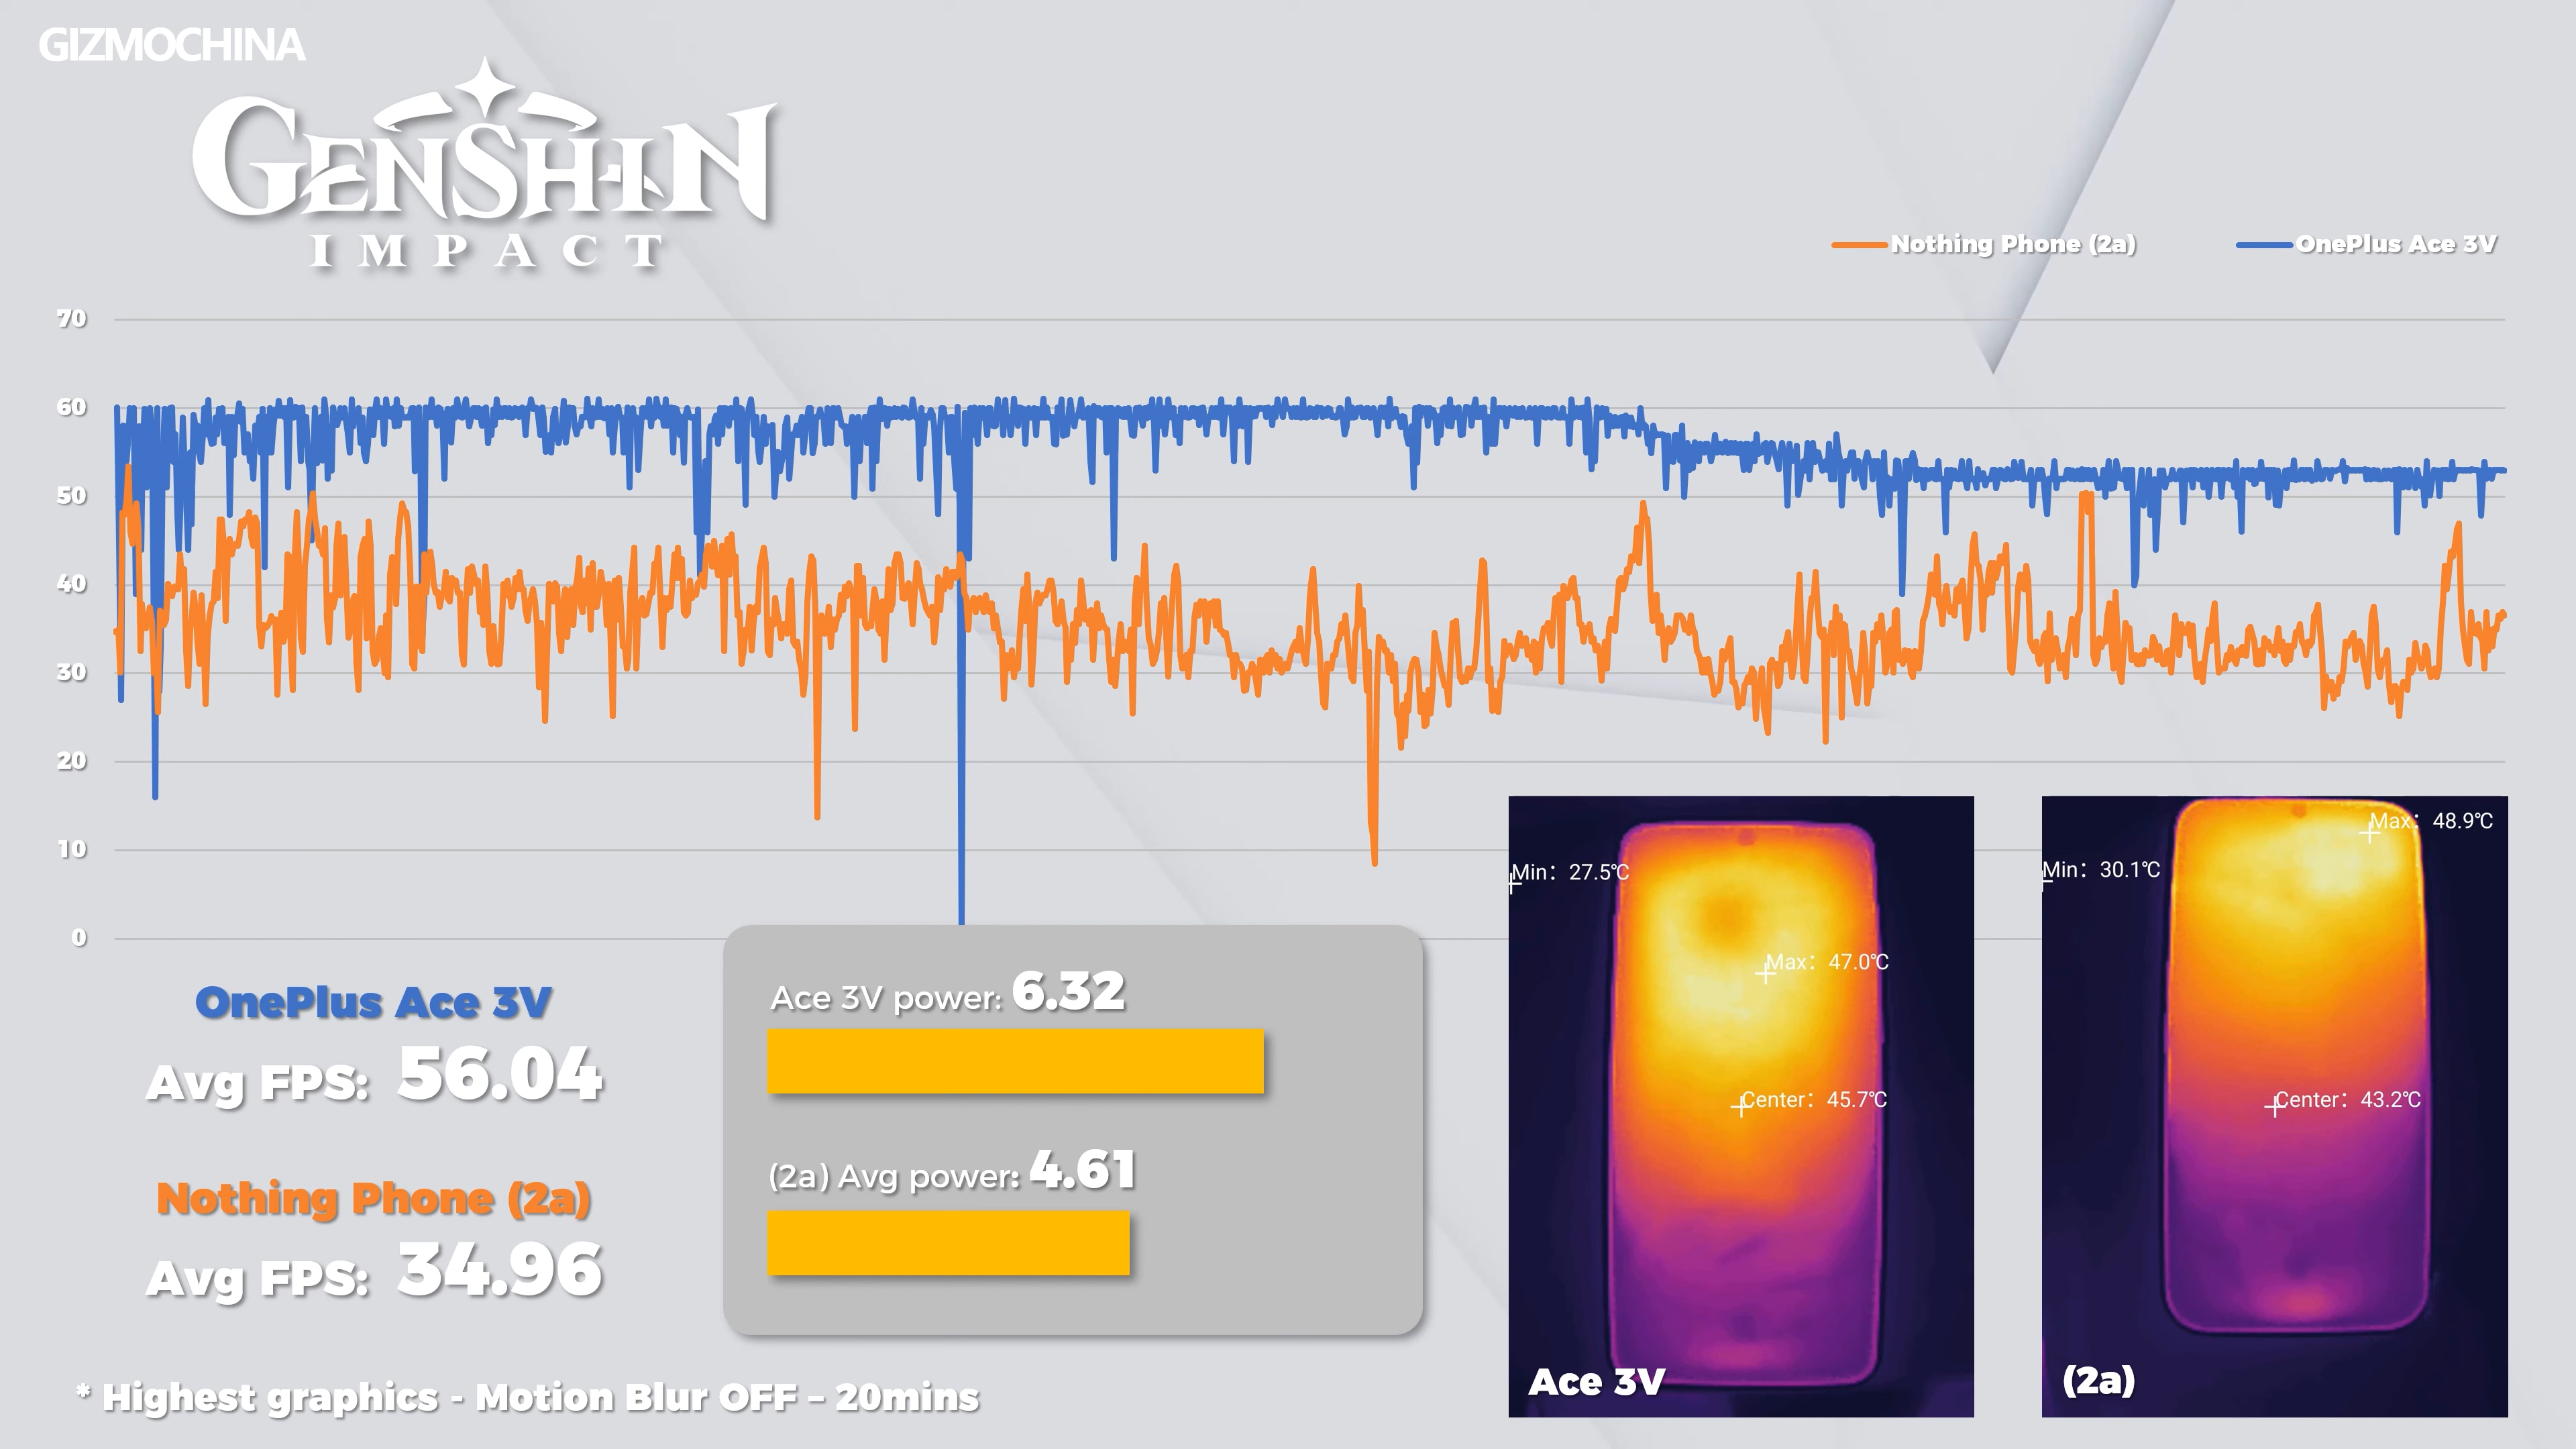 GIZMOCHINA
GENSHIN
IMPACT
Nothing Phone (2a)
OnePlus Ace 3V
70
60
50
40
30
20
10
0
Min: 27.5℃
Max: 47.0℃
Center: 45.7℃
Ace 3V
Max: 48.9℃
Min: 30.1℃
Center: 43.2℃
(2a)
OnePlus Ace 3V
Avg FPS: 56.04
Nothing Phone (2a)
Avg FPS: 34.96
Ace 3V power: 6.32
(2a) Avg power: 4.61
* Highest graphics - Motion Blur OFF – 20mins